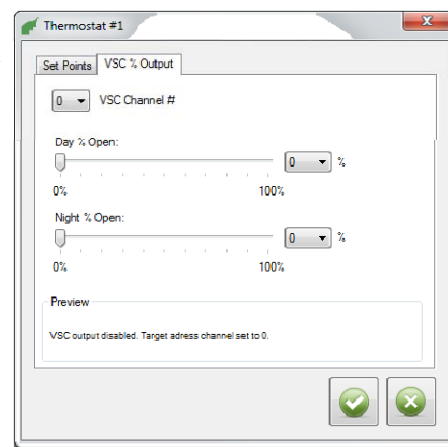 Thermostat #1
x
Set Points VSC % Output
0 VSC Channel #
Day % Open:
0 %
0% 100%
Night % Open:
0 %
0% 100%
Preview
VSC output disabled. Target adress channel set to 0.